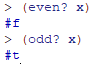 > (even? x)
#f
> (odd? x)
#t